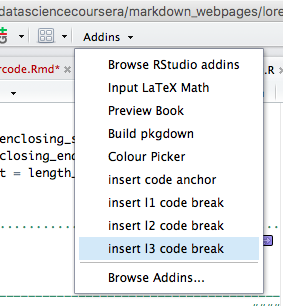 datasciencecoursera/markdown_webpages/lore
Addins
rcode.Rmd*
.R
Browse RStudio addins
Input LaTeX Math
Preview Book
Build pkgdown
Colour Picker
insert code anchor
insert l1 code break
insert l2 code break
insert l3 code break
Browse Addins...
enclosing_s
closing_end
t = length_